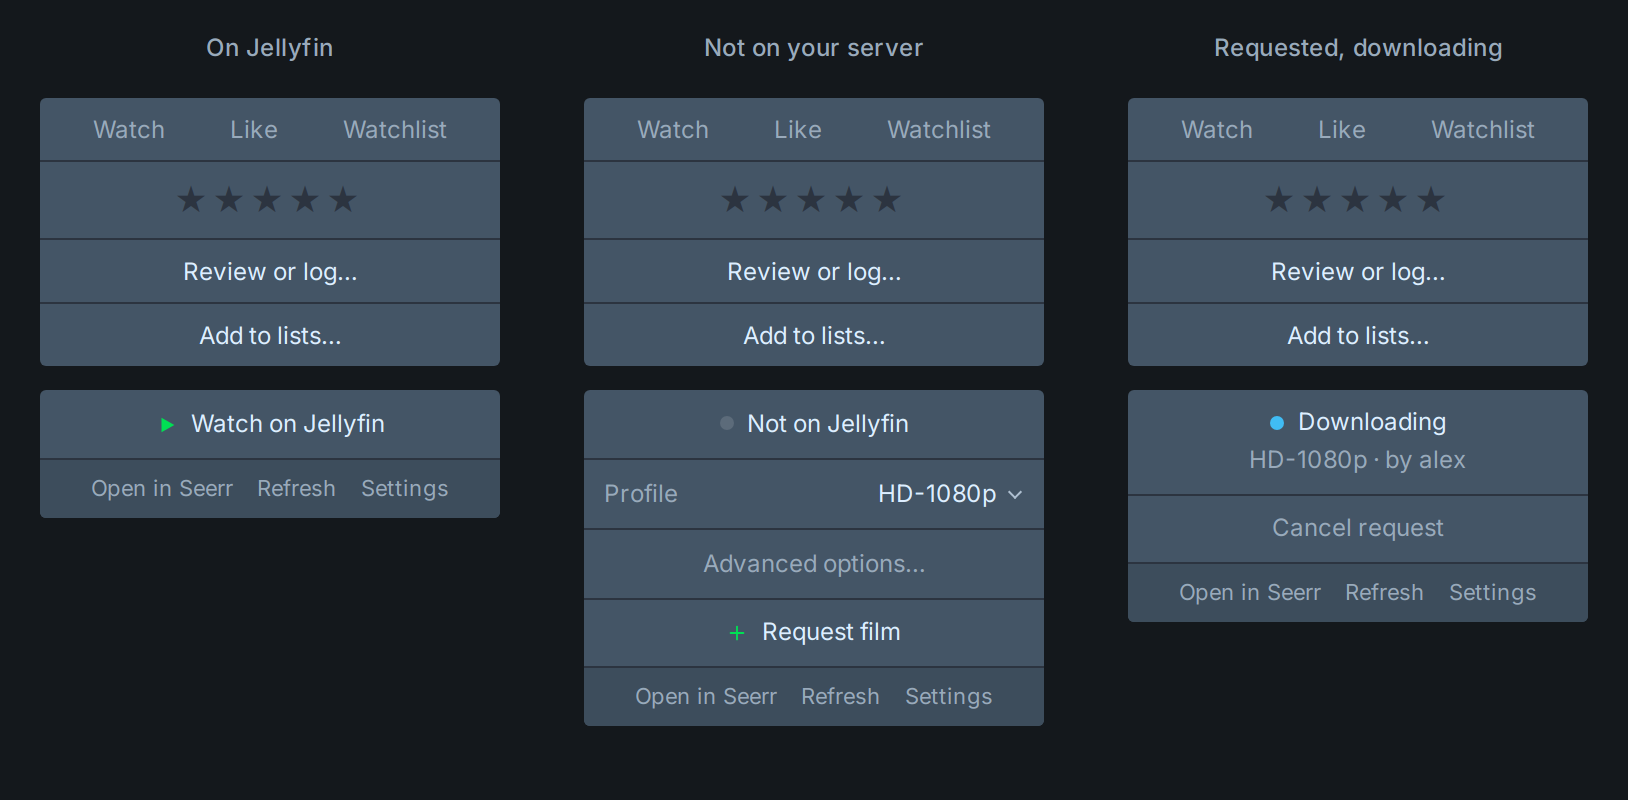 On Jellyfin
Watch Like Watchlist
★★★★★
Review or log...
Add to lists...
Watch on Jellyfin
Open in Seerr Refresh Settings
Not on your server
Watch Like Watchlist
★★★★★
Review or log...
Add to lists...
Not on Jellyfin
Profile HD-1080p
Advanced options...
+ Request film
Open in Seerr Refresh Settings
Requested, downloading
Watch Like Watchlist
★★★★★
Review or log...
Add to lists...
Downloading
HD-1080p · by alex
Cancel request
Open in Seerr Refresh Settings